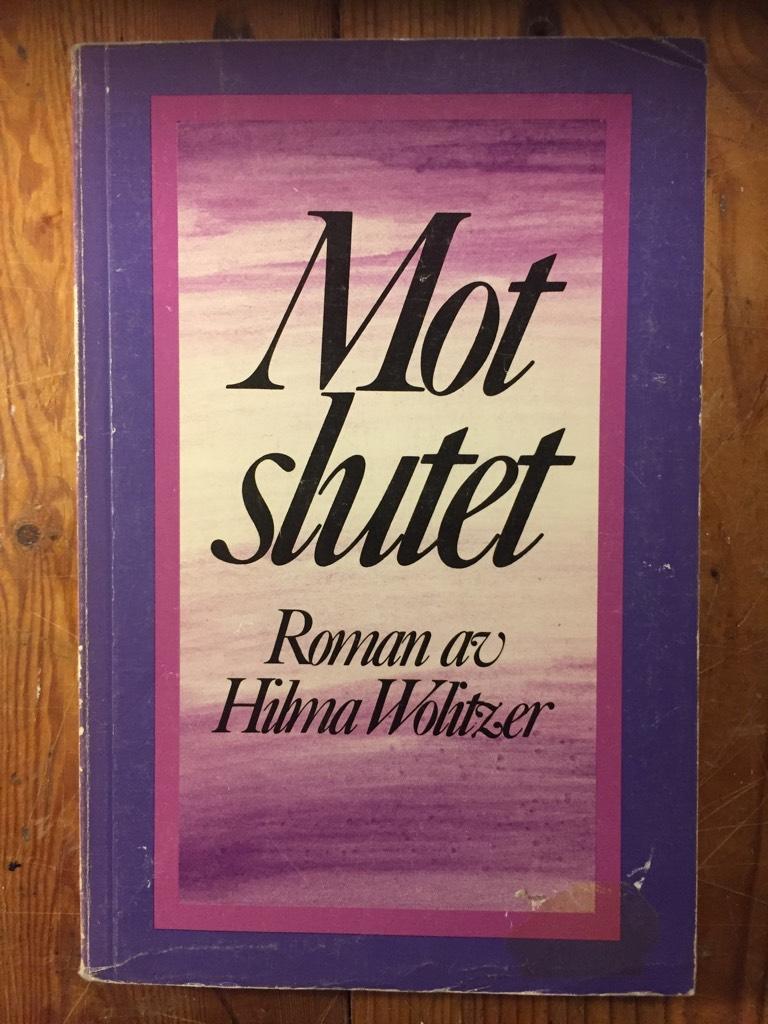 Mot
slutet
Roman av
Hilma Wolitzer